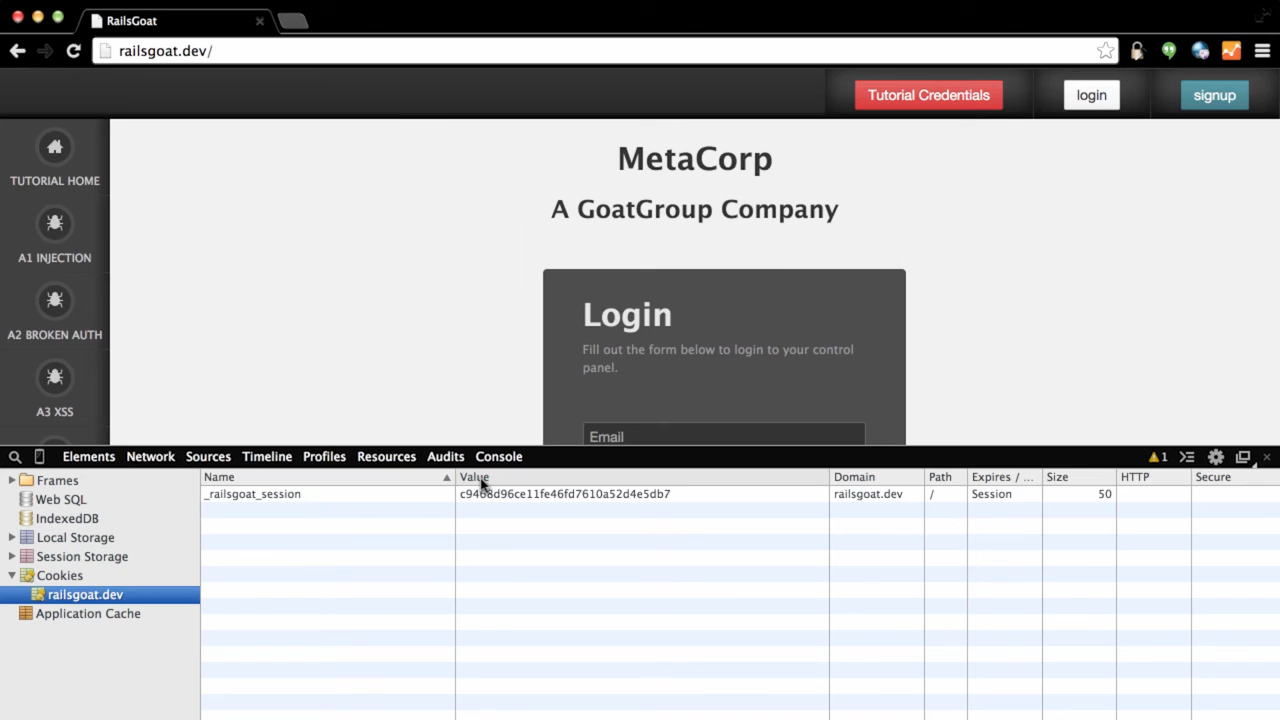 RailsGoat
railsgoat.dev/
Tutorial Credentials
login
signup
TUTORIAL HOME
A1 INJECTION
A2 BROKEN AUTH
A3 XSS
MetaCorp
A GoatGroup Company
Login
Fill out the form below to login to your control
panel.
Email
Elements Network Sources Timeline Profiles Resources Audits Console
1
Frames
Web SQL
IndexedDB
Local Storage
Session Storage
Cookies
railsgoat.dev
Application Cache
Name Value Domain Path Expires / ... Size HTTP Secure
_railsgoat_session c9468d96ce11fe46fd7610a52d4e5db7 railsgoat.dev / Session 50